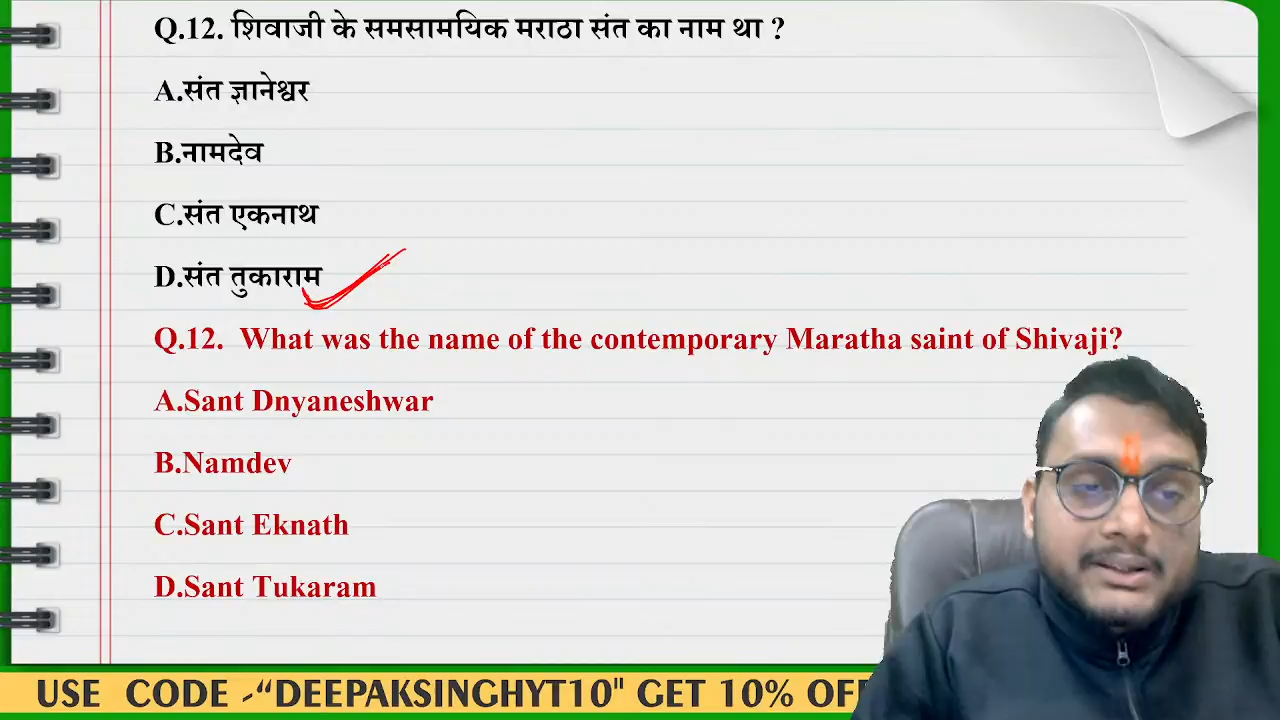 Q.12. शिवाजी के समसामयिक मराठा संत का नाम था ?
A.संत ज्ञानेश्वर
B.नामदेव
C.संत एकनाथ
D.संत तुकाराम
Q.12. What was the name of the contemporary Maratha saint of Shivaji?
A.Sant Dnyaneshwar
B.Namdev
C.Sant Eknath
D.Sant Tukaram
USE CODE -“DEEPAKSINGHYT10" GET 10% OFF